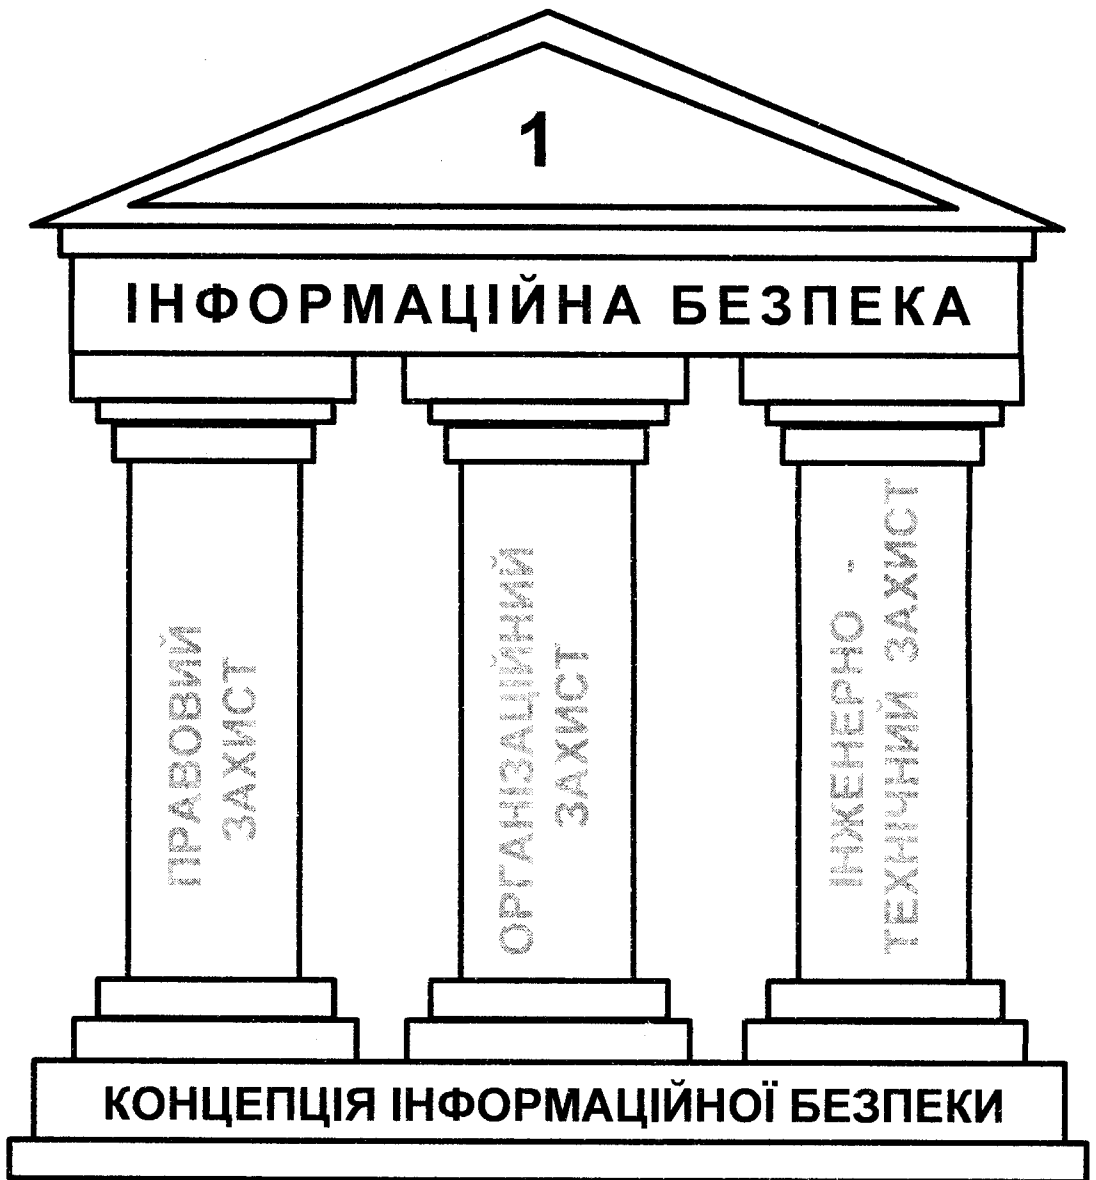 1
ІНФОРМАЦІЙНА БЕЗПЕКА
ПРАВОВИЙ
ЗАХИСТ
ОРГАНІЗАЦІЙНИЙ
ЗАХИСТ
ІНЖЕНЕРНО -
ТЕХНІЧНИЙ ЗАХИСТ
КОНЦЕПЦІЯ ІНФОРМАЦІЙНОЇ БЕЗПЕКИ